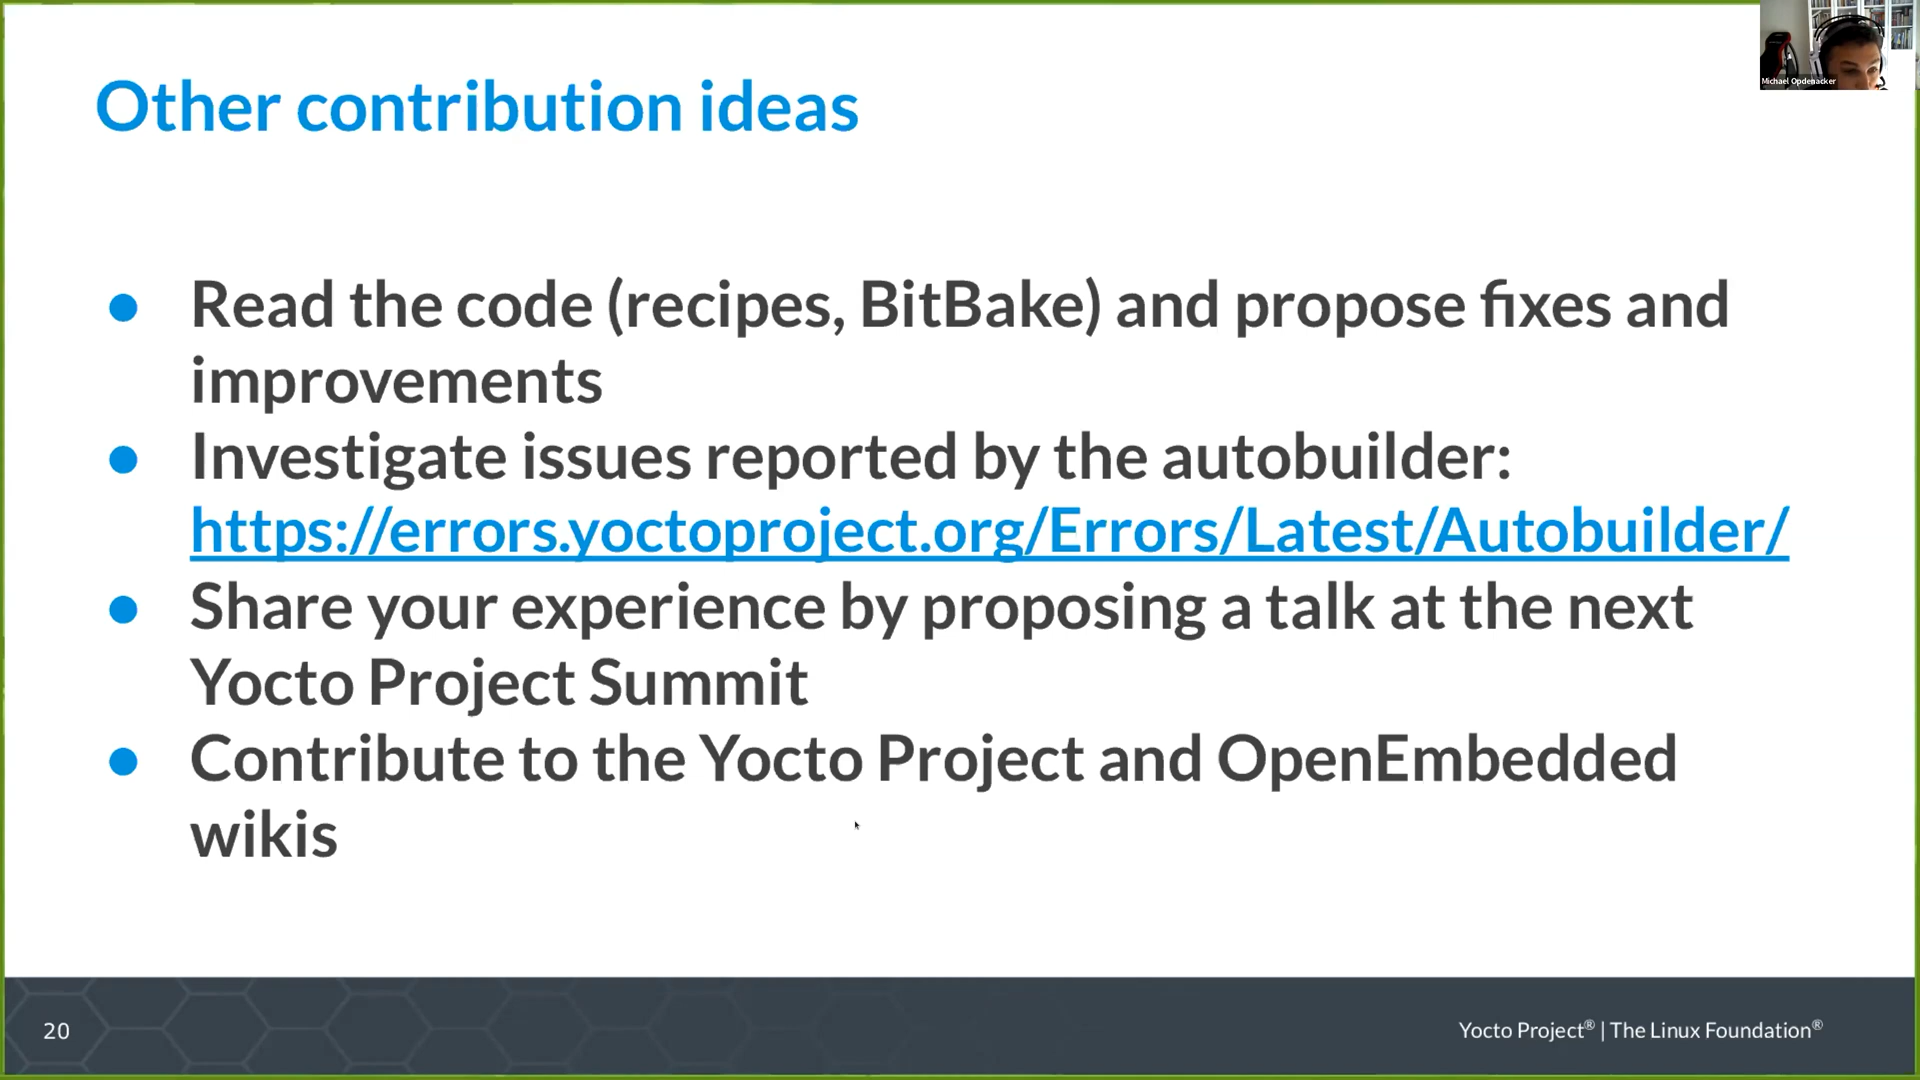 Michael Opdenacker
Other contribution ideas
● Read the code (recipes, BitBake) and propose fixes and
improvements
● Investigate issues reported by the autobuilder:
https://errors.yoctoproject.org/Errors/Latest/Autobuilder/
● Share your experience by proposing a talk at the next
Yocto Project Summit
● Contribute to the Yocto Project and OpenEmbedded
wikis
20
Yocto Project® | The Linux Foundation®